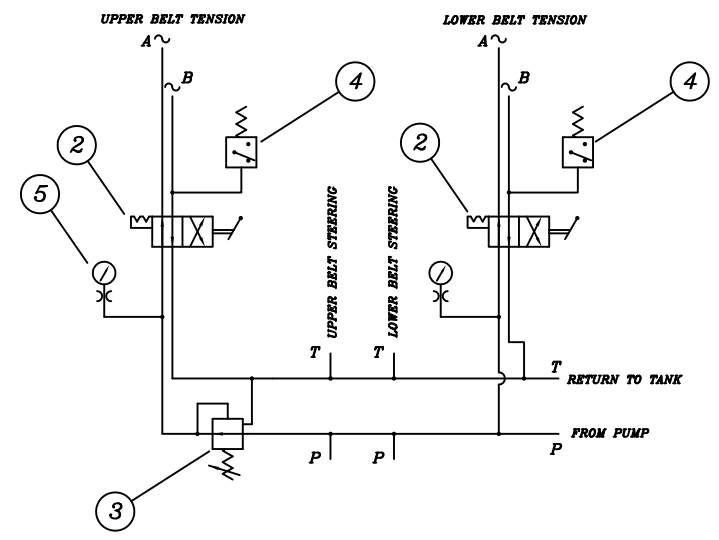 UPPER BELT TENSION
LOWER BELT TENSION
A
A
B
B
4
4
2
2
5
UPPER BELT STEERING
LOWER BELT STEERING
T
T
T
RETURN TO TANK
FROM PUMP
P
P
P
3